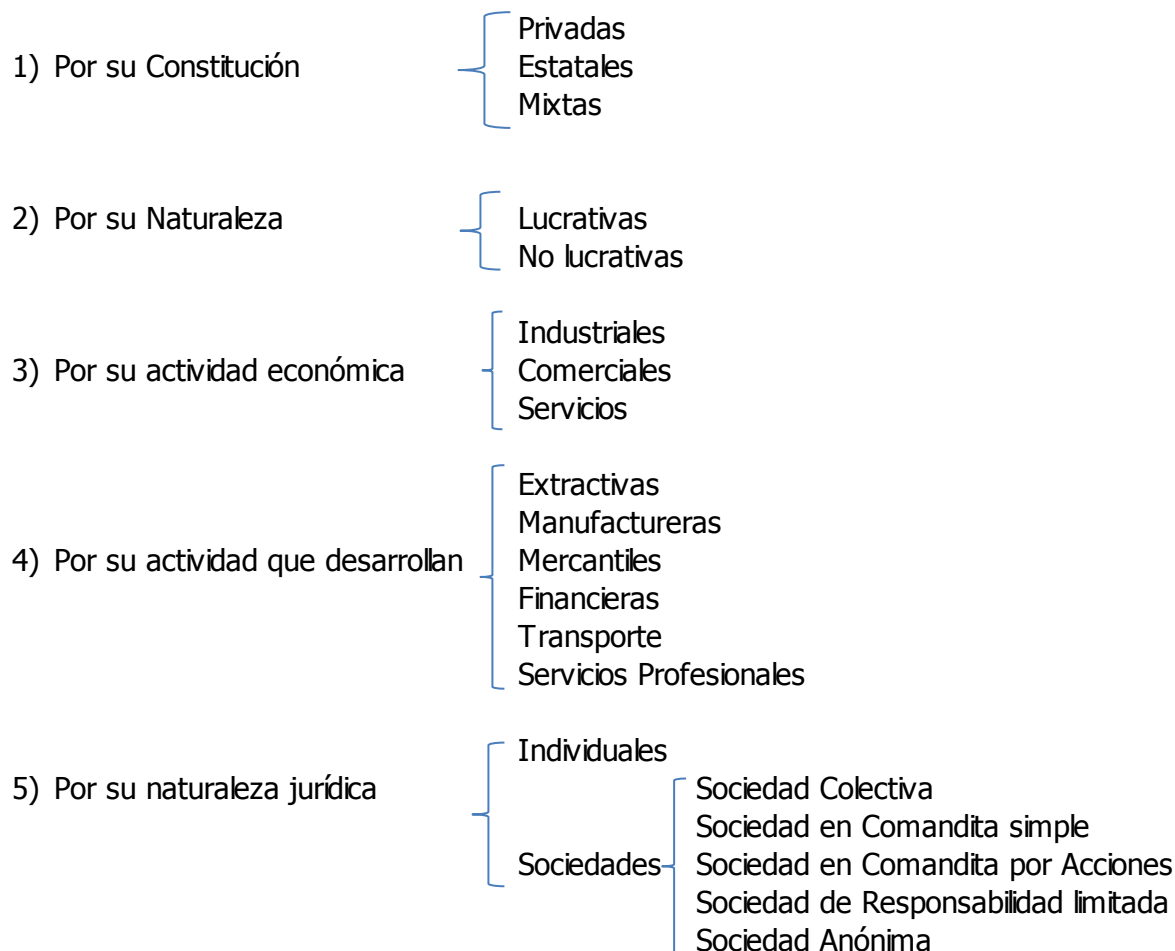 Privadas
1) Por su Constitución
Estatales
Mixtas
2) Por su Naturaleza
Lucrativas
No lucrativas
Industriales
3) Por su actividad económica
Comerciales
Servicios
Extractivas
Manufactureras
4) Por su actividad que desarrollan
Mercantiles
Financieras
Transporte
Servicios Profesionales
Individuales
5) Por su naturaleza jurídica
Sociedad Colectiva
Sociedad en Comandita simple
Sociedades
Sociedad en Comandita por Acciones
Sociedad de Responsabilidad limitada
Sociedad Anónima